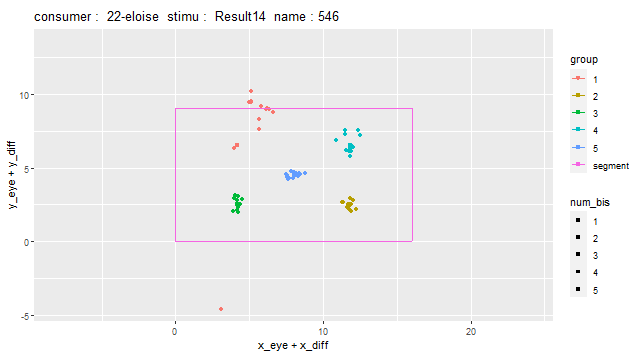 consumer :  22-eloise  stimu :  Result14  name : 546
y_eye + y_diff
10
5
0
-5
0
10
20
x_eye + x_diff
group
1
2
3
4
5
segment
num_bis
1
2
3
4
5